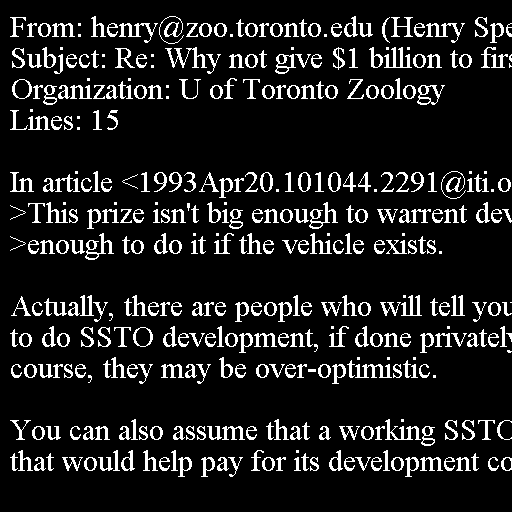 From: henry@zoo.toronto.edu (Henry Spe
Subject: Re: Why not give $1 billion to firs
Organization: U of Toronto Zoology
Lines: 15

In article <1993Apr20.101044.2291@iti.o
>This prize isn't big enough to warrent dev
>enough to do it if the vehicle exists.

Actually, there are people who will tell you
to do SSTO development, if done privately
course, they may be over-optimistic.

You can also assume that a working SSTO
that would help pay for its development co